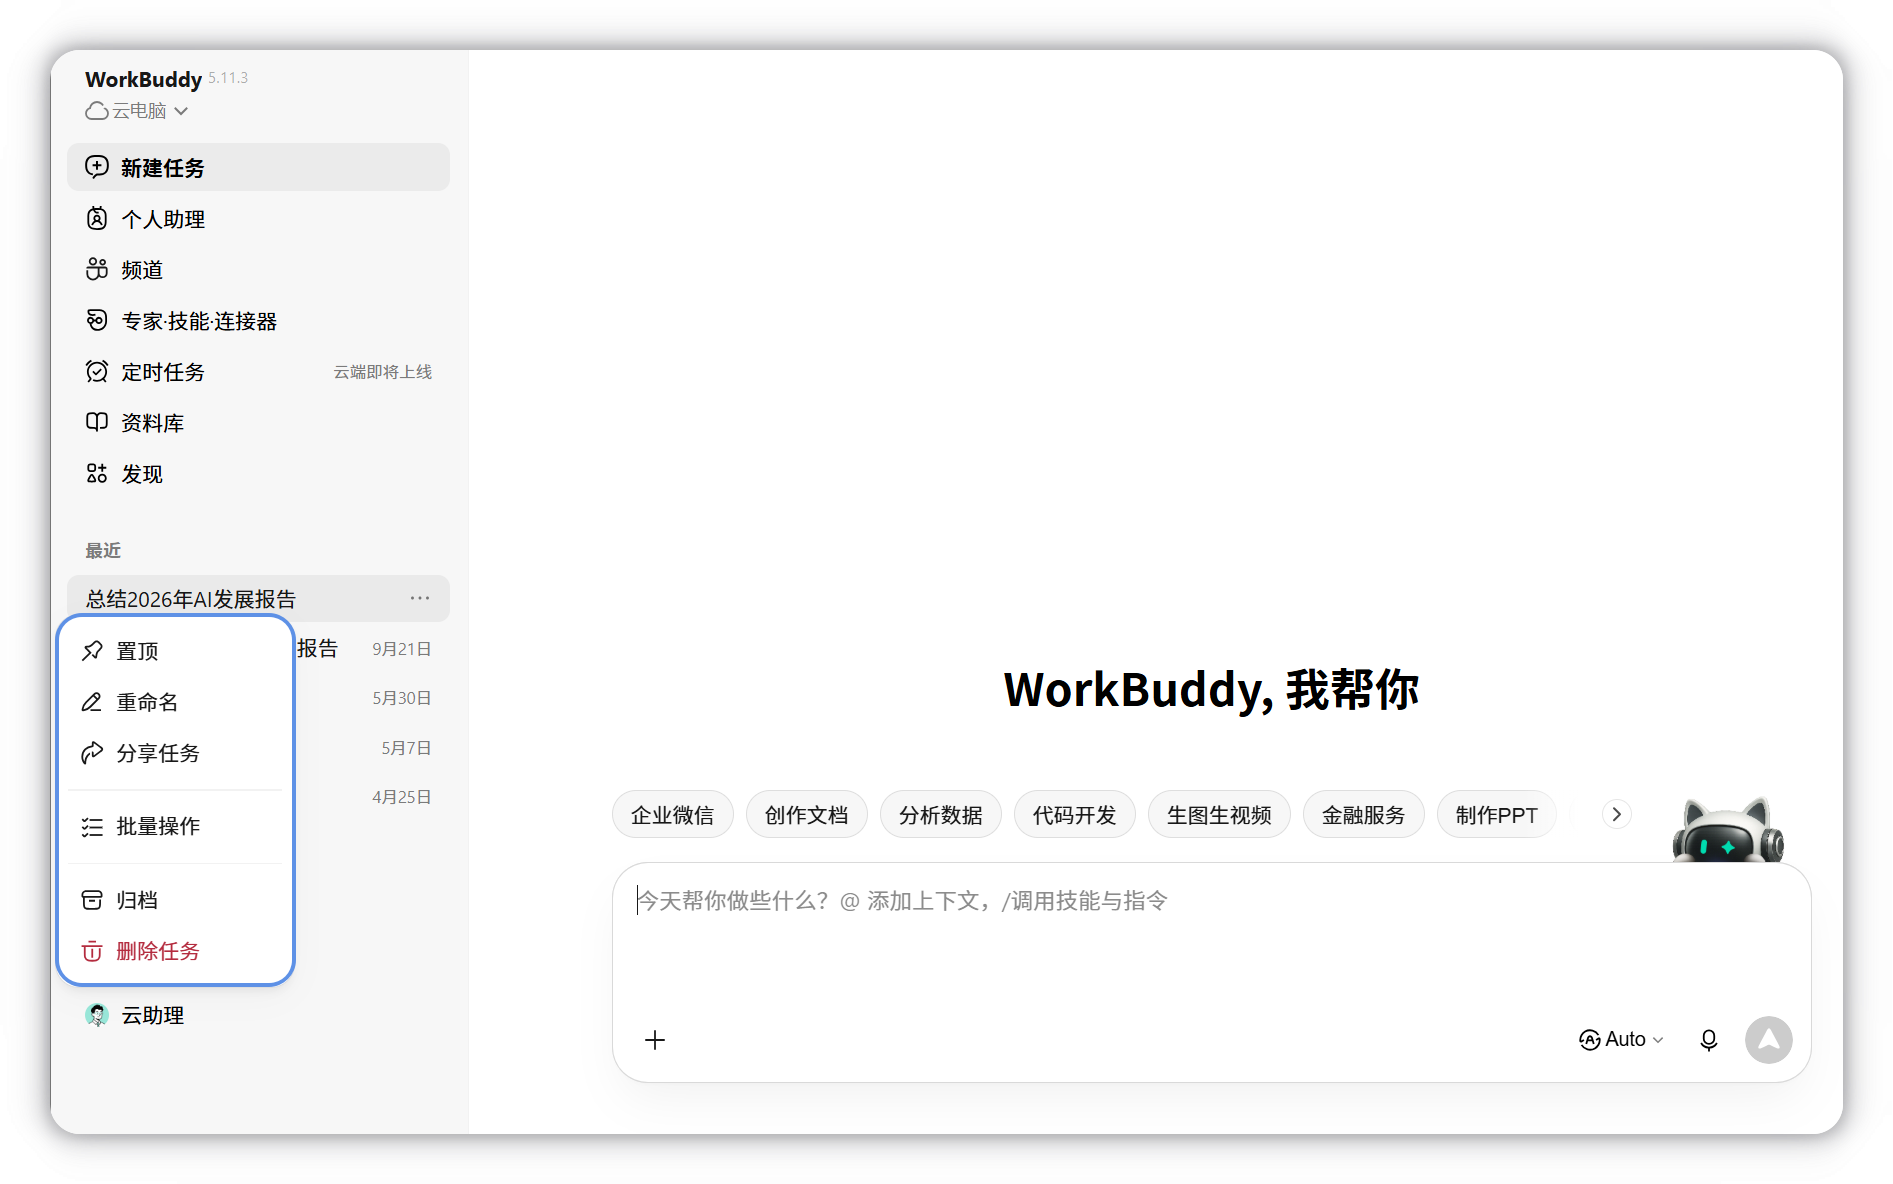 WorkBuddy 5.11.3
云电脑
新建任务
个人助理
频道
专家·技能·连接器
定时任务 云端即将上线
资料库
发现
最近
总结2026年AI发展报告 ...
报告 9月21日
5月30日
5月7日
4月25日
置顶
重命名
分享任务
批量操作
归档
删除任务
云助理
WorkBuddy, 我帮你
企业微信 创作文档 分析数据 代码开发 生图生视频 金融服务 制作PPT
今天帮你做些什么？@ 添加上下文，/调用技能与指令
Auto